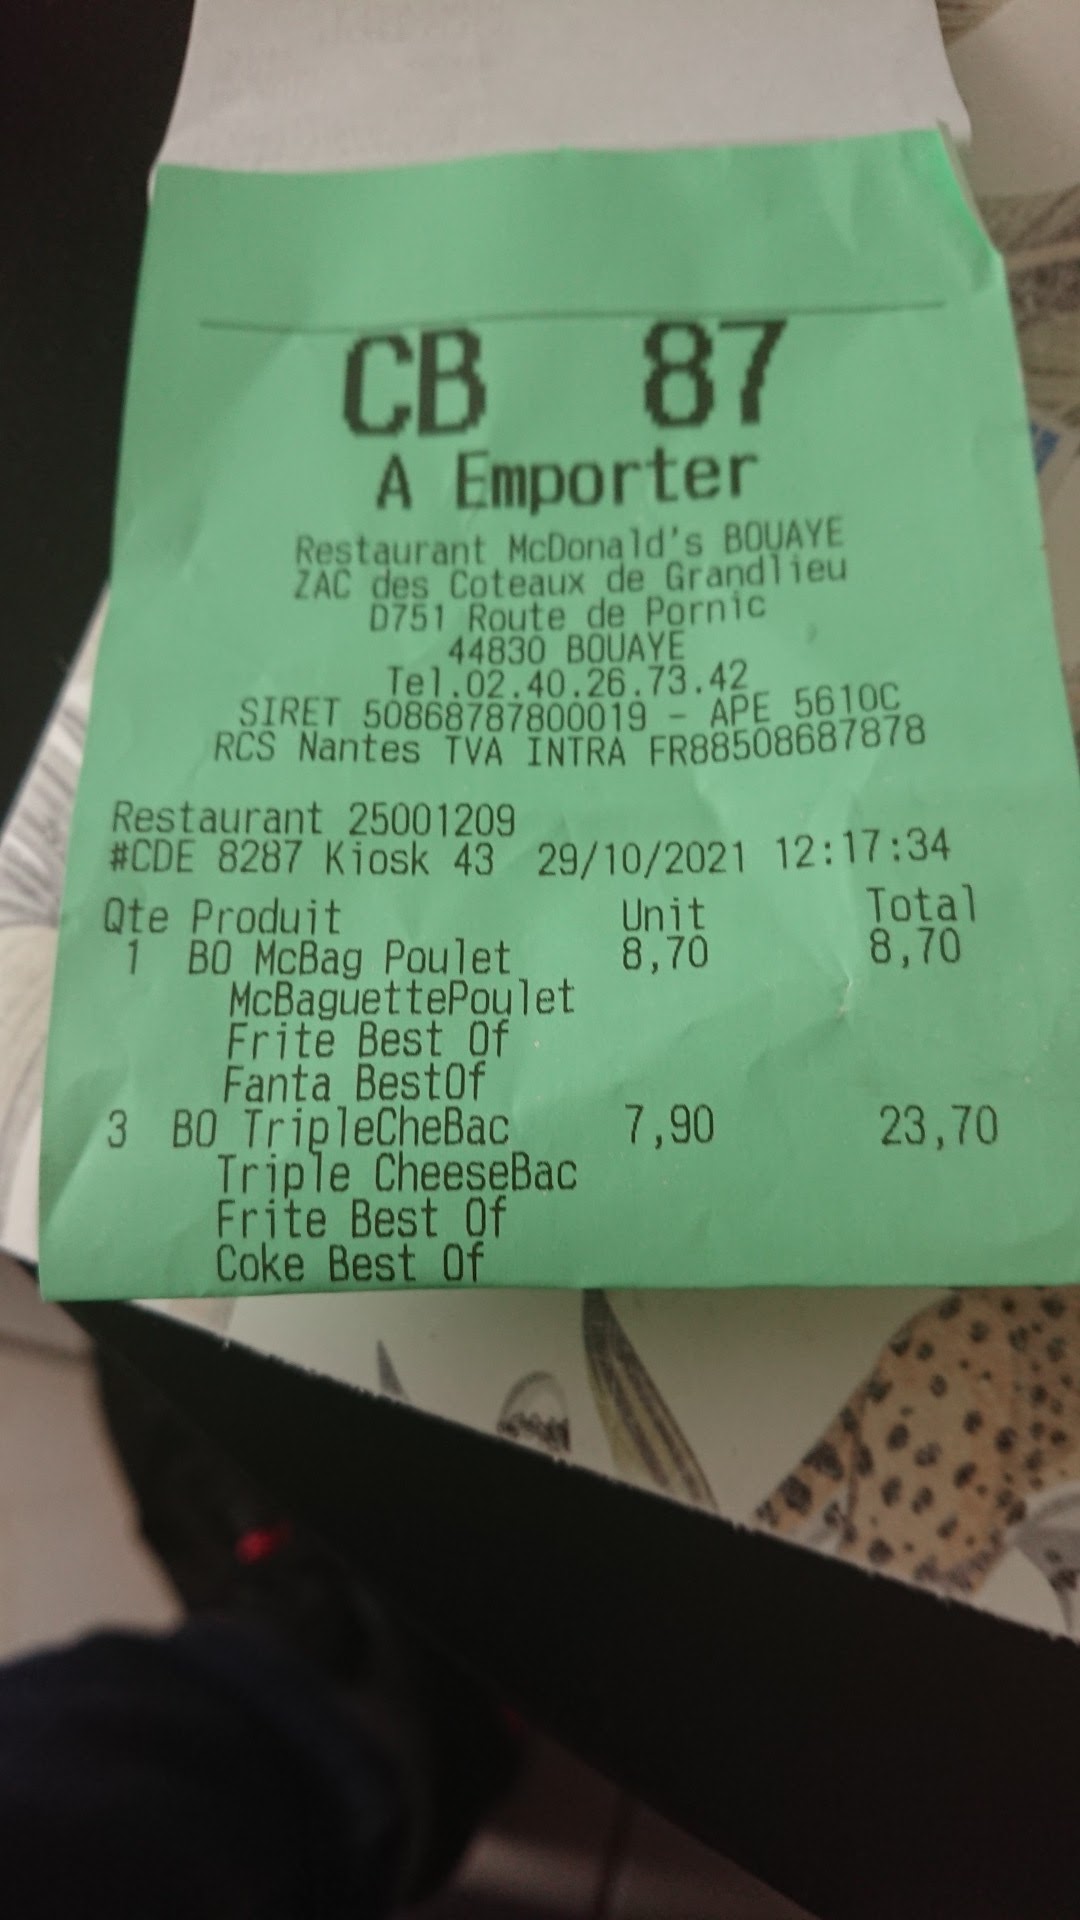 CB 87
A Emporter
Restaurant McDonald's BOUAYE
ZAC des Coteaux de Grandlieu
D751 Route de Pornic
44830 BOUAYE
Tel.02.40.26.73.42
SIRET 50868787800019 - APE 5610C
RCS Nantes TVA INTRA FR88508687878
Restaurant 25001209
#CDE 8287 Kiosk 43 29/10/2021 12:17:34
Qte Produit Unit Total
1 BO McBag Poulet 8,70 8,70
McBaguettePoulet
Frite Best Of
Fanta BestOf
3 BO TripleCheBac 7,90 23,70
Triple CheeseBac
Frite Best Of
Coke Best Of